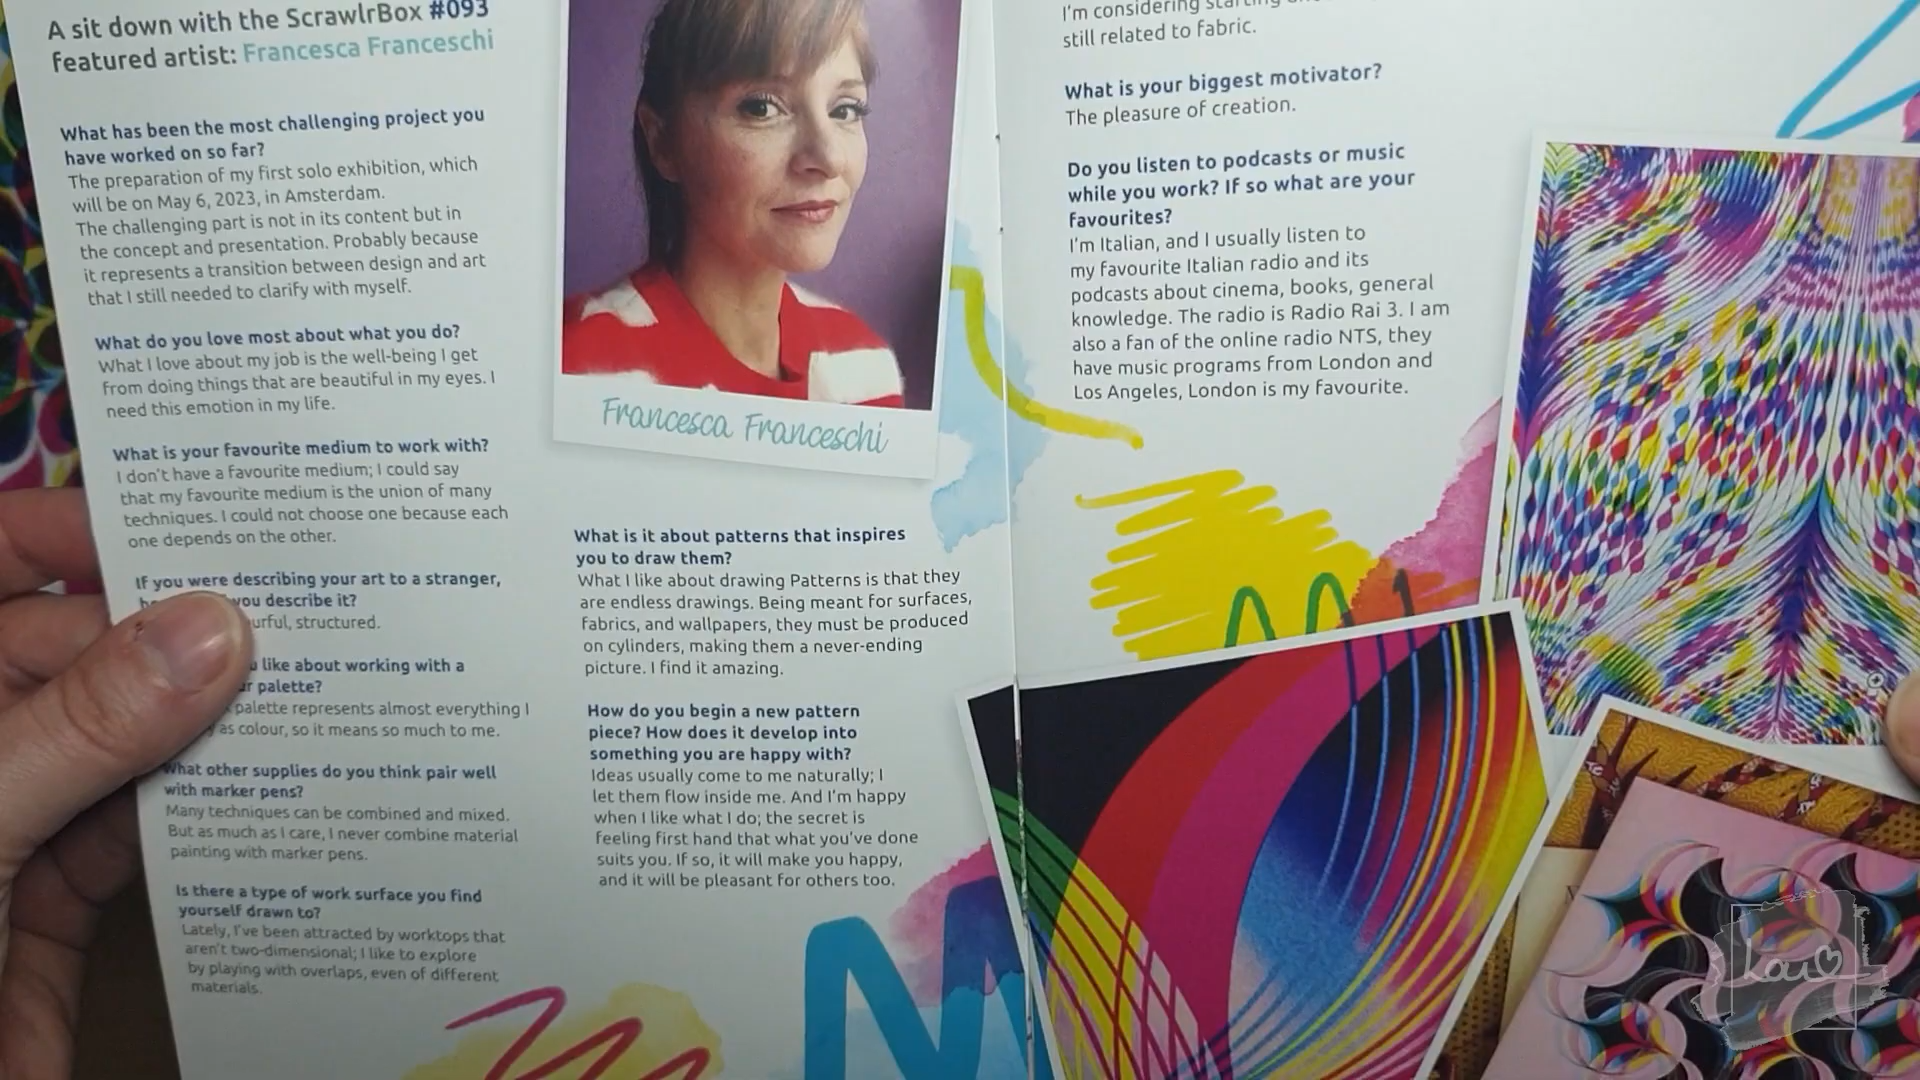 A sit down with the ScrawlrBox #093
featured artist: Francesca Franceschi
What has been the most challenging project you
have worked on so far?
The preparation of my first solo exhibition, which
will be on May 6, 2023, in Amsterdam.
The challenging part is not in its content but in
the concept and presentation. Probably because
it represents a transition between design and art
that I still needed to clarify with myself.
What do you love most about what you do?
What I love about my job is the well-being I get
from doing things that are beautiful in my eyes. I
need this emotion in my life.
What is your favourite medium to work with?
I don't have a favourite medium; I could say
that my favourite medium is the union of many
techniques. I could not choose one because each
one depends on the other.
If you were describing your art to a stranger,
you describe it?
structured.
like about working with a
palette?
palette represents almost everything I
as colour, so it means so much to me.
What other supplies do you think pair well
with marker pens?
Many techniques can be combined and mixed.
But as much as I care, I never combine material
painting with marker pens.
Is there a type of work surface you find
yourself drawn to?
Lately, I've been attracted by worktops that
aren't two-dimensional; I like to explore
by playing with overlaps, even of different
materials.
Francesca Franceschi
What is it about patterns that inspires
you to draw them?
What I like about drawing Patterns is that they
are endless drawings. Being meant for surfaces,
fabrics, and wallpapers, they must be produced
on cylinders, making them a never-ending
picture. I find it amazing.
How do you begin a new pattern
piece? How does it develop into
something you are happy with?
Ideas usually come to me naturally; I
let them flow inside me. And I'm happy
when I like what I do; the secret is
feeling first hand that what you've done
suits you. If so, it will make you happy,
and it will be pleasant for others too.
I'm considering starting
still related to fabric.
What is your biggest motivator?
The pleasure of creation.
Do you listen to podcasts or music
while you work? If so what are your
favourites?
I'm Italian, and I usually listen to
my favourite Italian radio and its
podcasts about cinema, books, general
knowledge. The radio is Radio Rai 3. I am
also a fan of the online radio NTS, they
have music programs from London and
Los Angeles, London is my favourite.